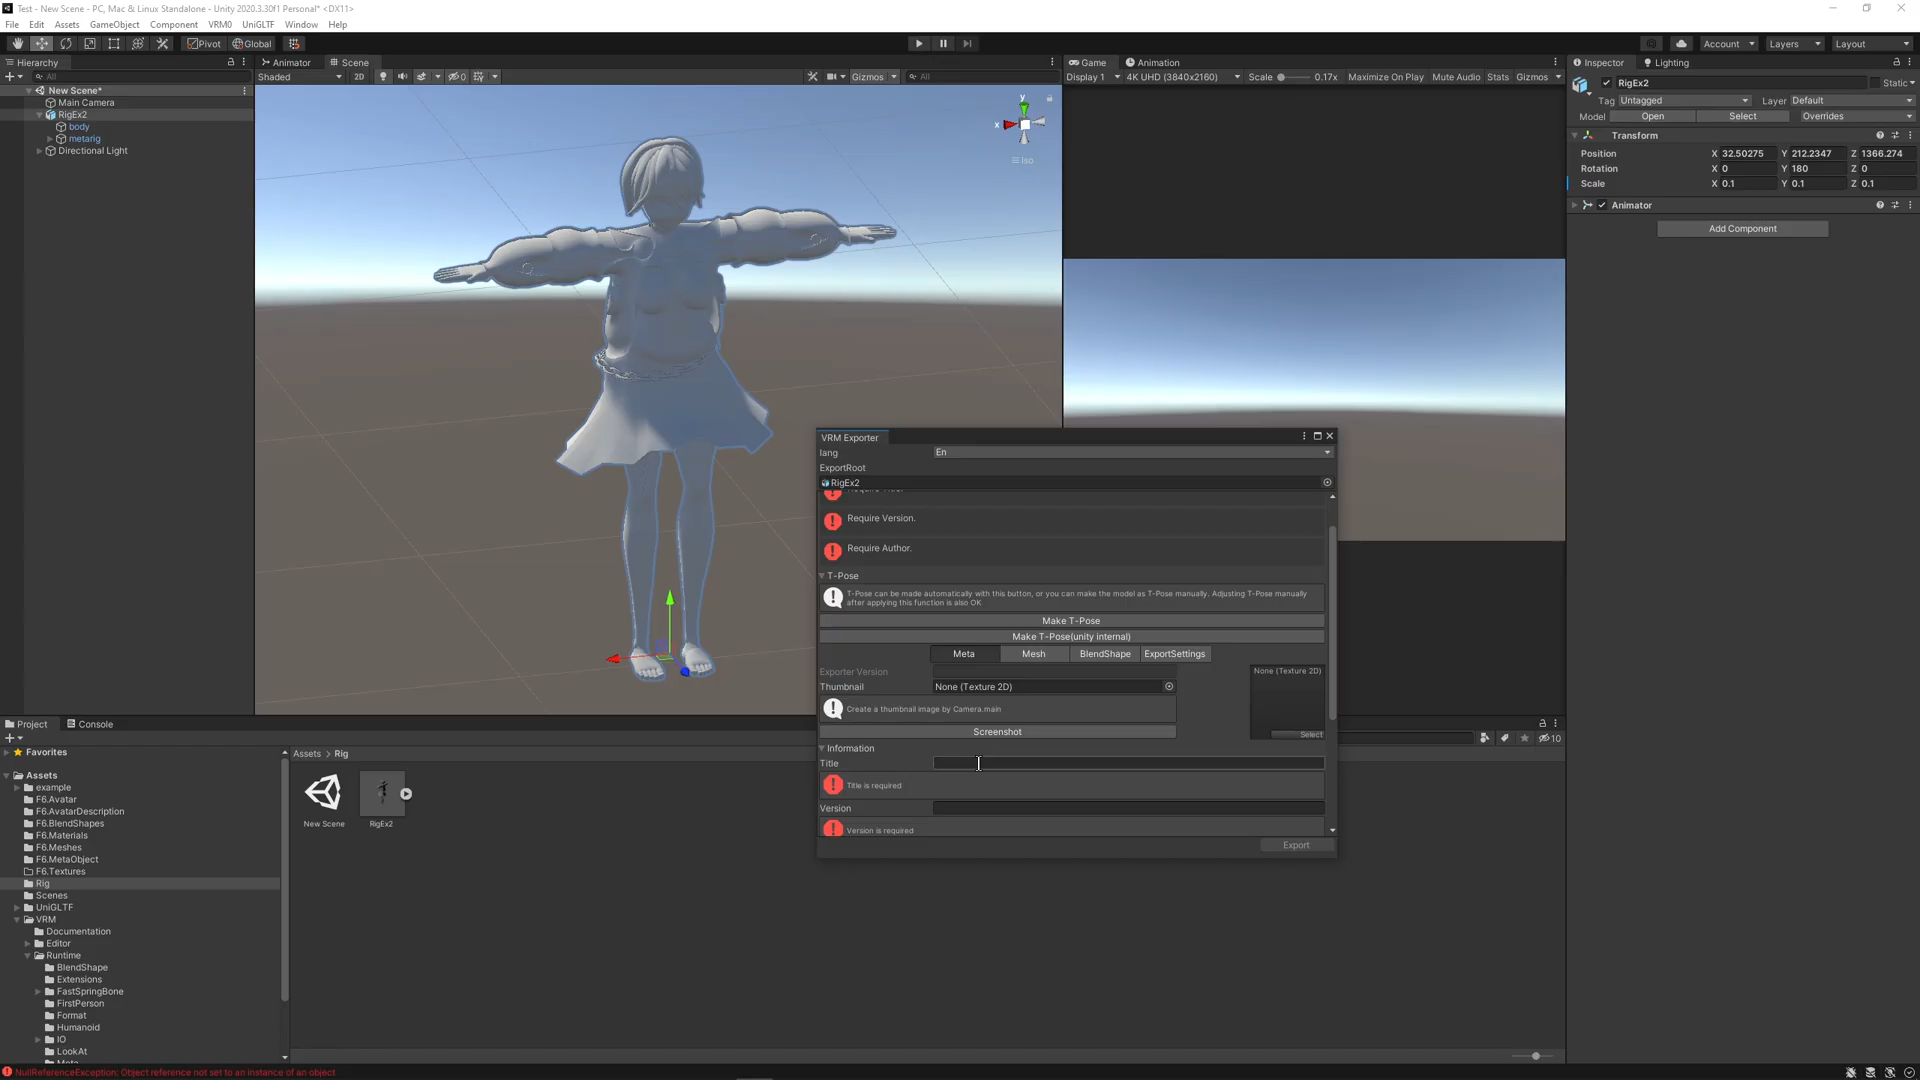 Test - New Scene - PC, Mac & Linux Standalone - Unity 2020.3.30f1 Personal* <DX11>
File Edit Assets GameObject Component VRM0 UniGLTF Window Help
Pivot Global
Account Layers Layout
Hierarchy
All
New Scene*
Main Camera
RigEx2
body
metarig
Directional Light
Animator Scene
Shaded 2D 0 Gizmos All
y
x
Iso
Game Animation
Display 1 4K UHD (3840x2160) Scale 0.17x Maximize On Play Mute Audio Stats Gizmos
Inspector Lighting
RigEx2 Static
Tag Untagged Layer Default
Model Open Select Overrides
Transform
Position X 32.50275 Y 212.2347 Z 1366.274
Rotation X 0 Y 180 Z 0
Scale X 0.1 Y 0.1 Z 0.1
Animator
Add Component
VRM Exporter
lang En
ExportRoot
RigEx2
Require Version.
Require Author.
T-Pose
T-Pose can be made automatically with this button, or you can make the model as T-Pose manually. Adjusting T-Pose manually
after applying this function is also OK
Make T-Pose
Make T-Pose(unity internal)
Meta Mesh BlendShape ExportSettings
Exporter Version
Thumbnail None (Texture 2D)
None (Texture 2D)
Create a thumbnail image by Camera.main
Screenshot
Select
Information
Title
Title is required
Version
Version is required
Export
Project Console
10
Favorites
Assets
example
F6.Avatar
F6.AvatarDescription
F6.BlendShapes
F6.Materials
F6.Meshes
F6.MetaObject
F6.Textures
Rig
Scenes
UniGLTF
VRM
Documentation
Editor
Runtime
BlendShape
Extensions
FastSpringBone
FirstPerson
Format
Humanoid
IO
LookAt
Assets Rig
New Scene RigEx2
NullReferenceException: Object reference not set to an instance of an object